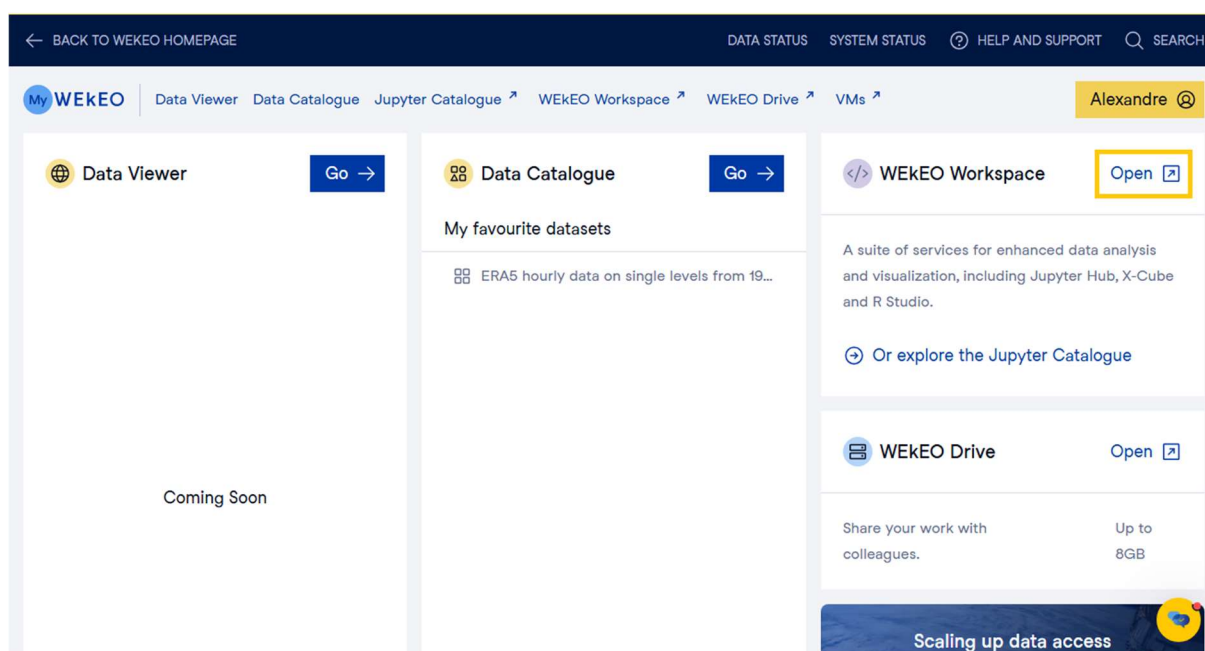 BACK TO WEKEO HOMEPAGE
DATA STATUS SYSTEM STATUS HELP AND SUPPORT SEARCH
My WEkEO Data Viewer Data Catalogue Jupyter Catalogue WEkEO Workspace WEkEO Drive VMs Alexandre
Data Viewer Go
Coming Soon
Data Catalogue Go
My favourite datasets
ERA5 hourly data on single levels from 19...
WEkEO Workspace Open
A suite of services for enhanced data analysis
and visualization, including Jupyter Hub, X-Cube
and R Studio.
Or explore the Jupyter Catalogue
WEkEO Drive Open
Share your work with
colleagues.
Up to
8GB
Scaling up data access